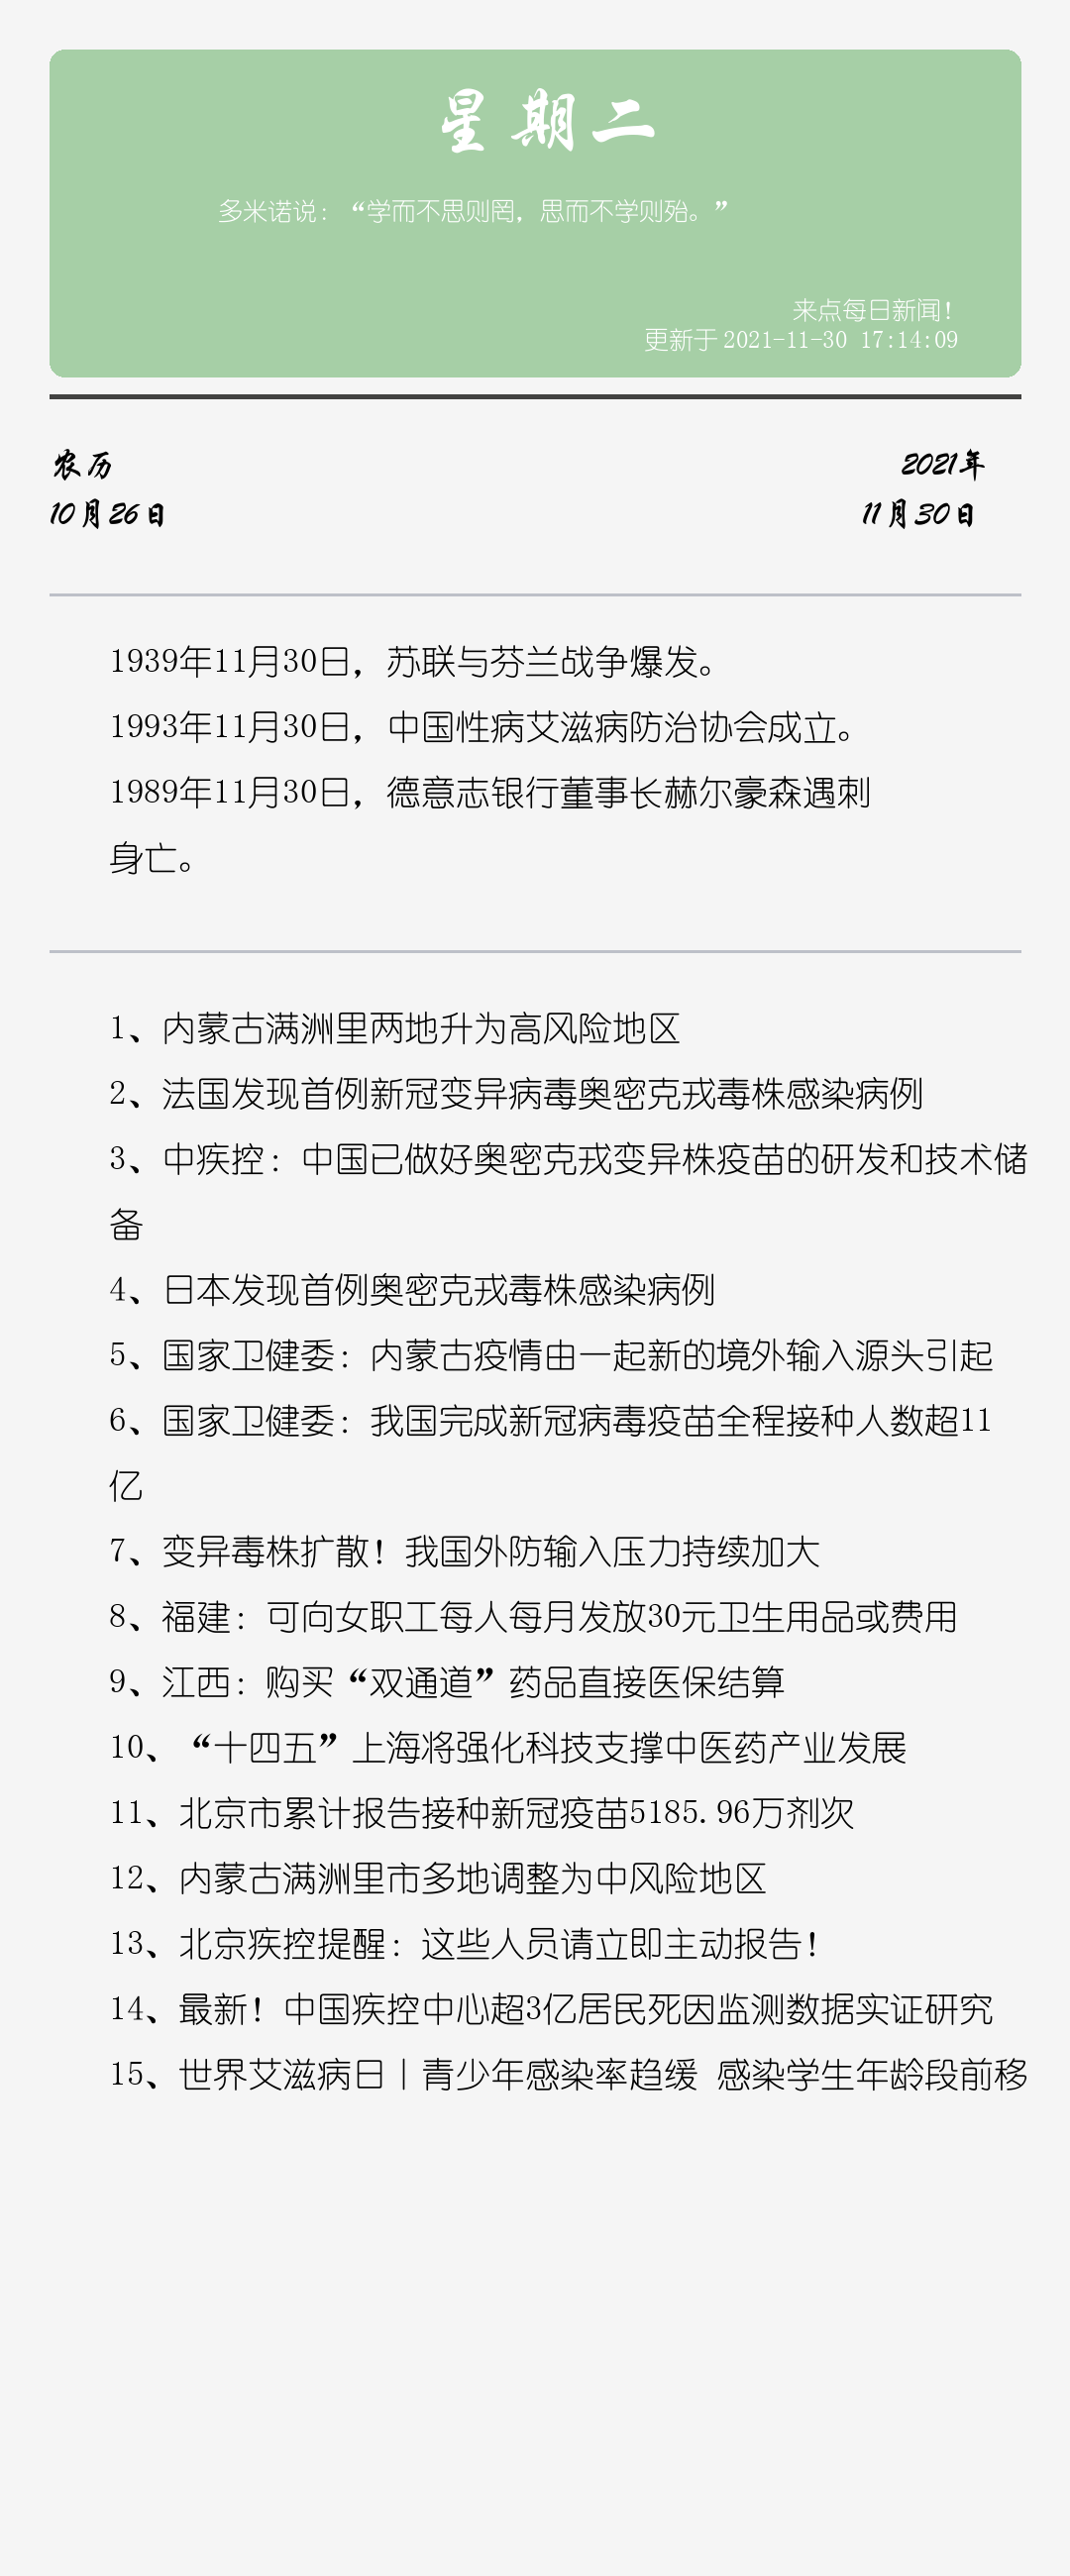 星期二
多米诺说：“学而不思则罔，思而不学则殆。”
来点每日新闻！
更新于 2021-11-30 17:14:09
农历
10月26日
2021年
11月30日
1939年11月30日，苏联与芬兰战争爆发。
1993年11月30日，中国性病艾滋病防治协会成立。
1989年11月30日，德意志银行董事长赫尔豪森遇刺
身亡。
1、内蒙古满洲里两地升为高风险地区
2、法国发现首例新冠变异病毒奥密克戎毒株感染病例
3、中疾控：中国已做好奥密克戎变异株疫苗的研发和技术储
备
4、日本发现首例奥密克戎毒株感染病例
5、国家卫健委：内蒙古疫情由一起新的境外输入源头引起
6、国家卫健委：我国完成新冠病毒疫苗全程接种人数超11
亿
7、变异毒株扩散！我国外防输入压力持续加大
8、福建：可向女职工每人每月发放30元卫生用品或费用
9、江西：购买“双通道”药品直接医保结算
10、“十四五”上海将强化科技支撑中医药产业发展
11、北京市累计报告接种新冠疫苗5185.96万剂次
12、内蒙古满洲里市多地调整为中风险地区
13、北京疾控提醒：这些人员请立即主动报告！
14、最新！中国疾控中心超3亿居民死因监测数据实证研究
15、世界艾滋病日丨青少年感染率趋缓 感染学生年龄段前移